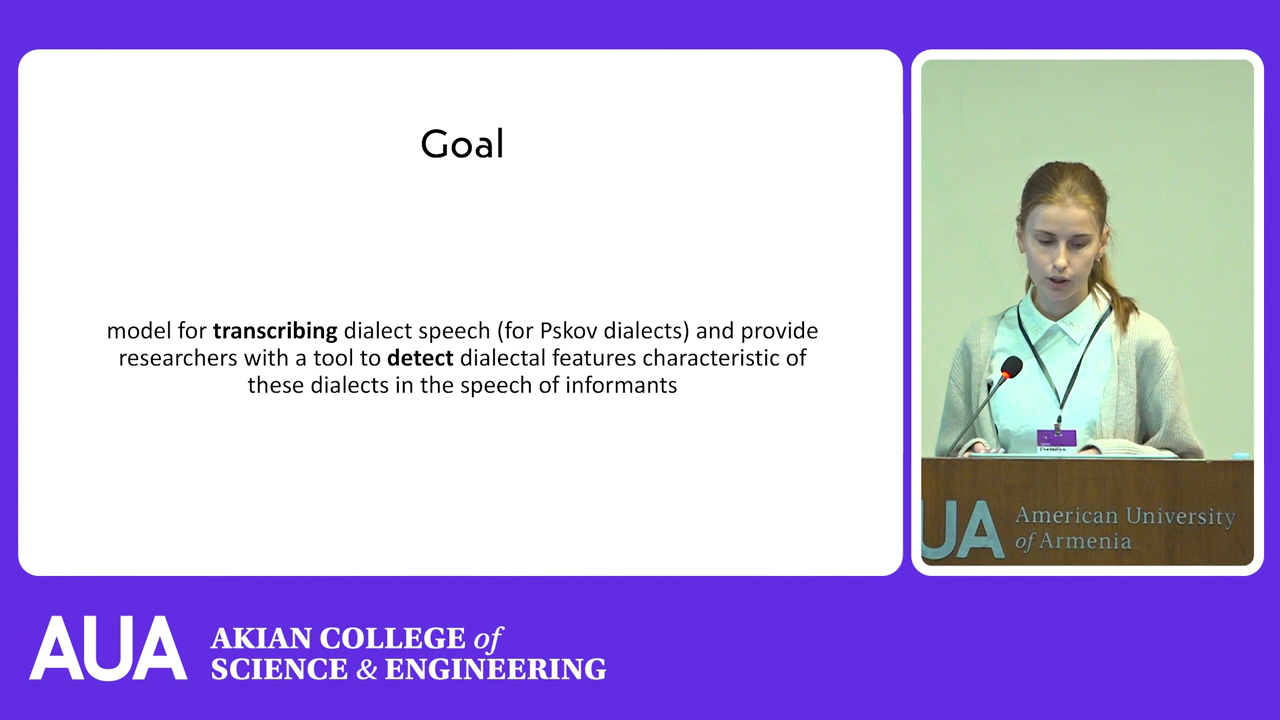 Goal
model for transcribing dialect speech (for Pskov dialects) and provide
researchers with a tool to detect dialectal features characteristic of
these dialects in the speech of informants
UA
American University
of Armenia
AUA
AKIAN COLLEGE of
SCIENCE & ENGINEERING